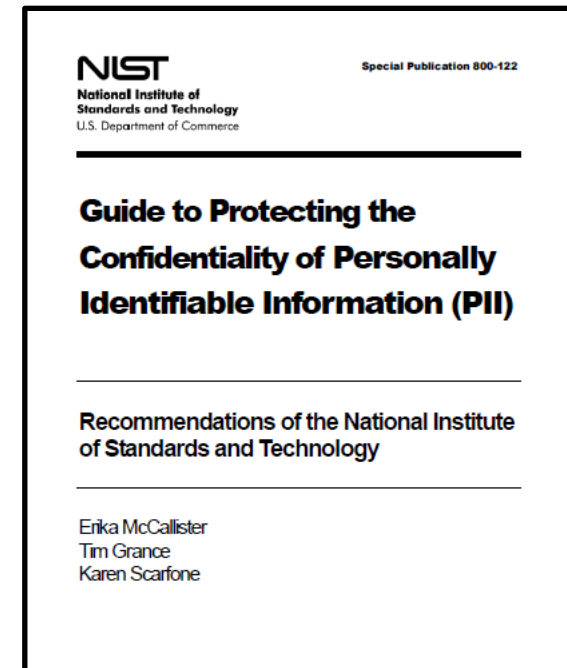 NIST
Special Publication 800-122
National Institute of
Standards and Technology
U.S. Department of Commerce
Guide to Protecting the
Confidentiality of Personally
Identifiable Information (PII)
Recommendations of the National Institute
of Standards and Technology
Erika McCallister
Tim Grance
Karen Scarfone